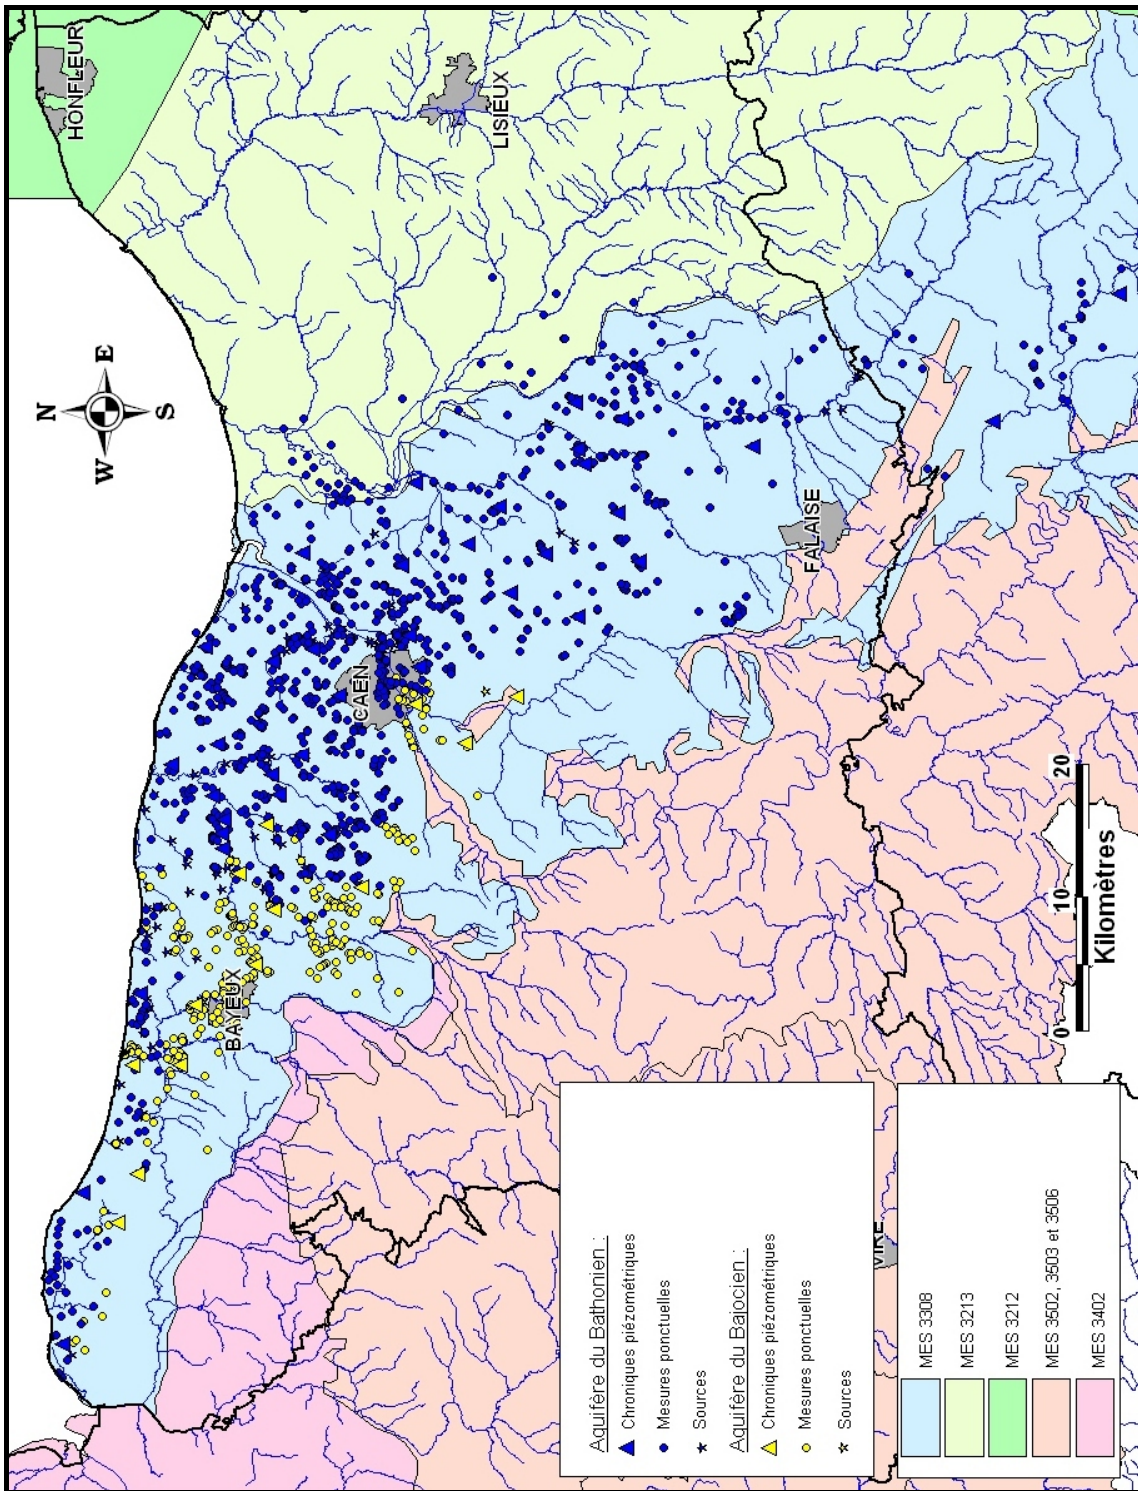 N
W
E
S
HONFLEUR
LISIEUX
CAEN
BAYEUX
FALAISE
VIRE
Aquifère du Bathonien :
Chroniques piézométriques
Mesures ponctuelles
Sources
Aquifère du Bajocien :
Chroniques piézométriques
Mesures ponctuelles
Sources
MES 3308
MES 3213
MES 3212
MES 3502, 3503 et 3506
MES 3402
0 10 20
Kilomètres